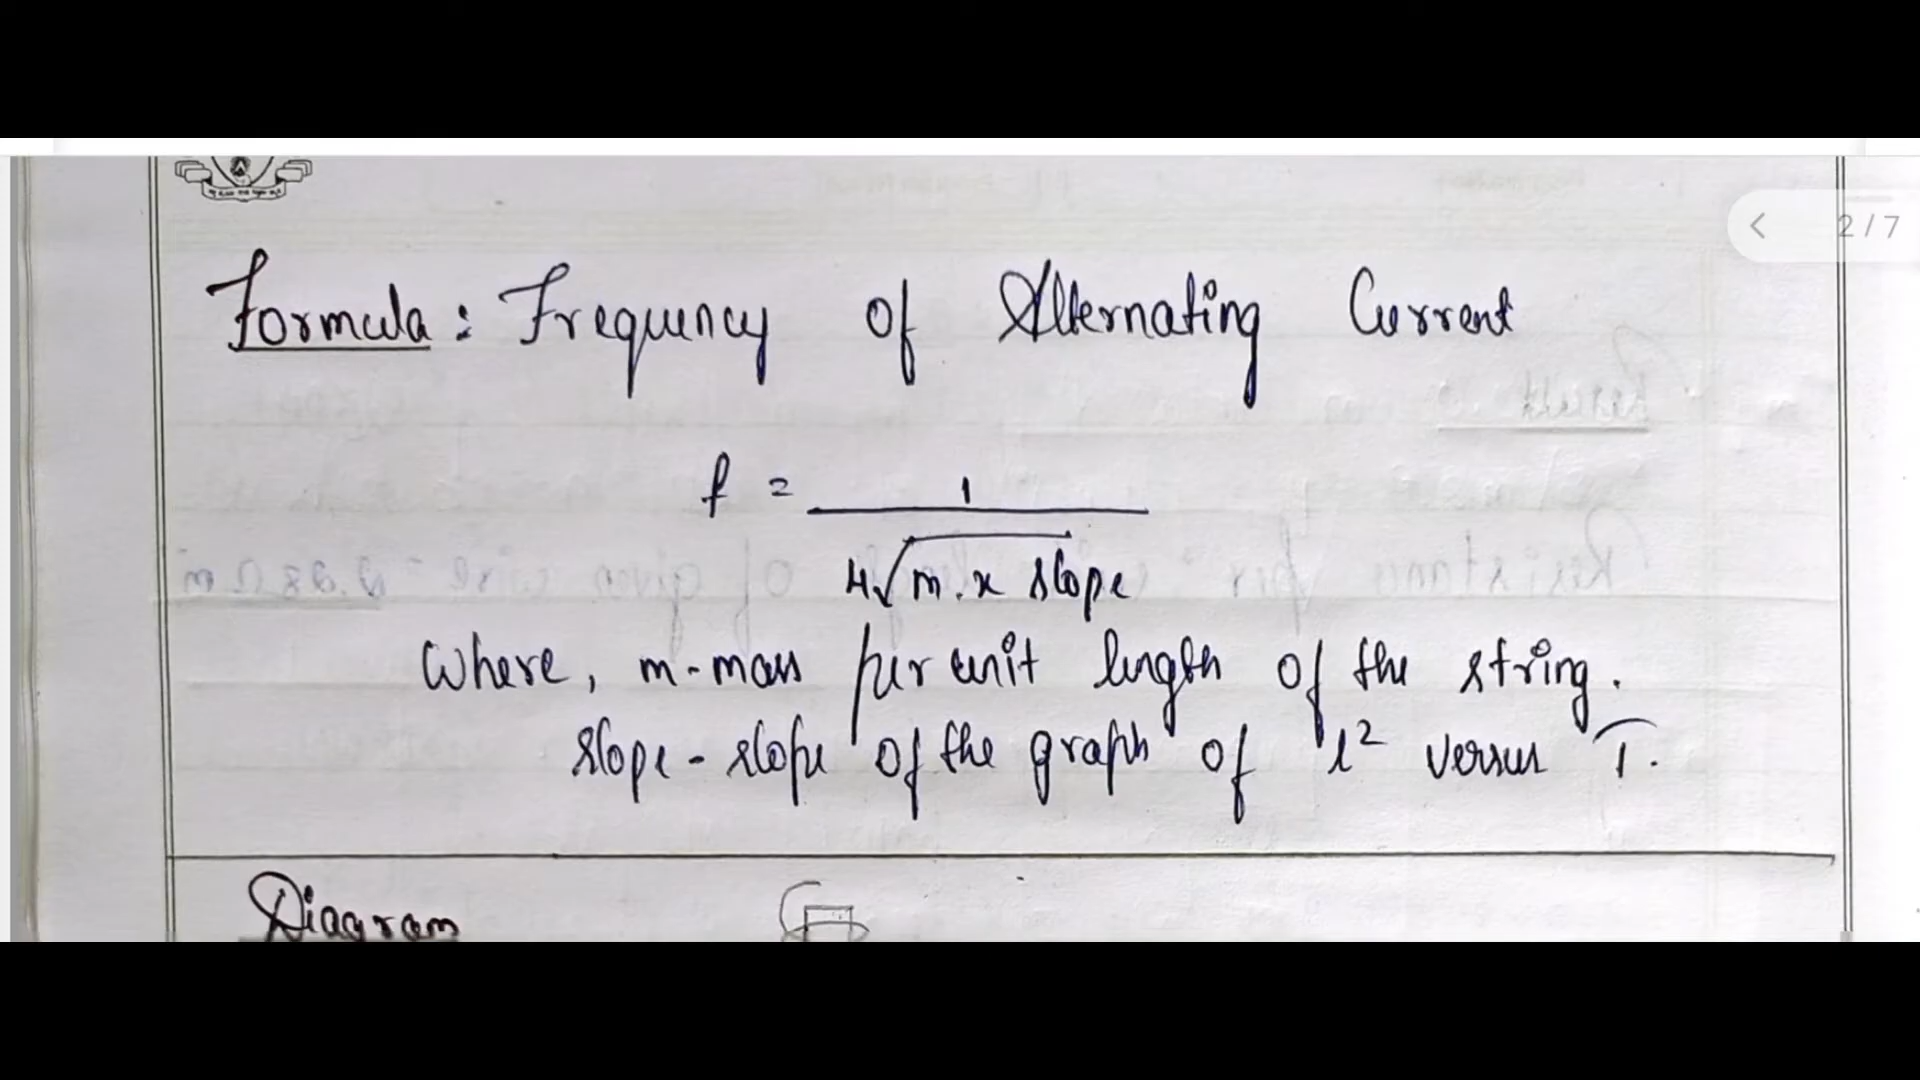 2/7
Formula: Frequency of Alternating Current
f = 1
4√m. x slope
Where, m - mass per unit length of the string.
slope - slope of the graph of l² versus T.
Diagram